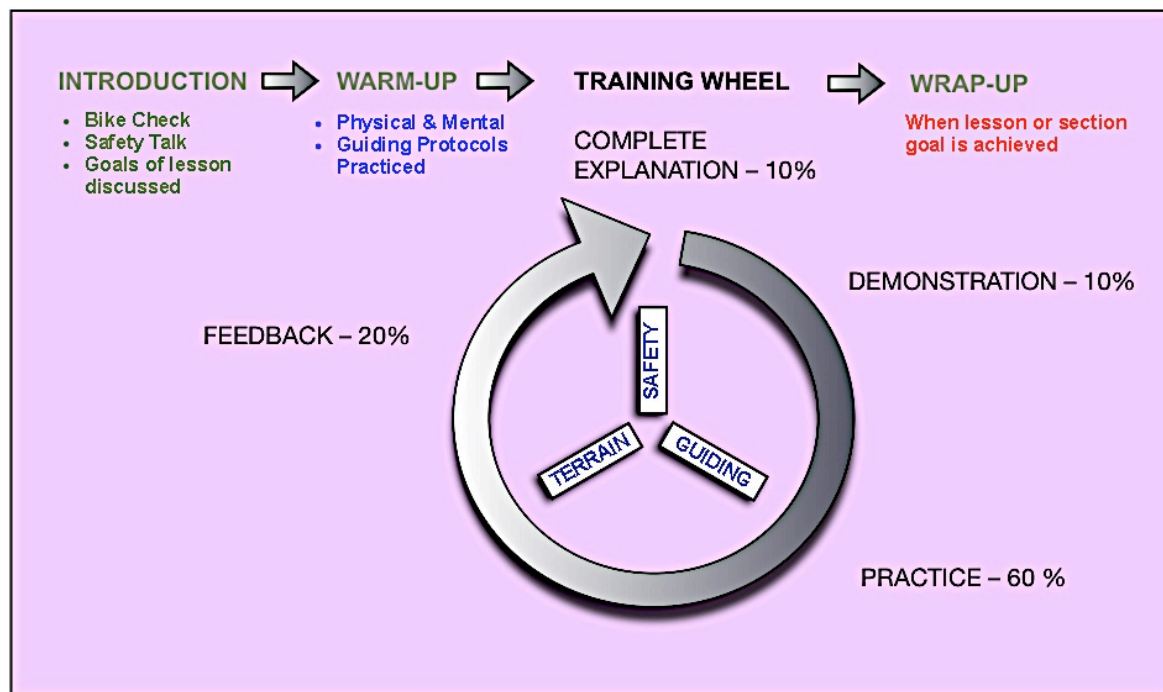 INTRODUCTION
WARM-UP
TRAINING WHEEL
WRAP-UP
• Bike Check
• Safety Talk
• Goals of lesson
discussed
• Physical & Mental
• Guiding Protocols
Practiced
COMPLETE
EXPLANATION – 10%
When lesson or section
goal is achieved
DEMONSTRATION – 10%
FEEDBACK – 20%
SAFETY
TERRAIN
GUIDING
PRACTICE – 60 %